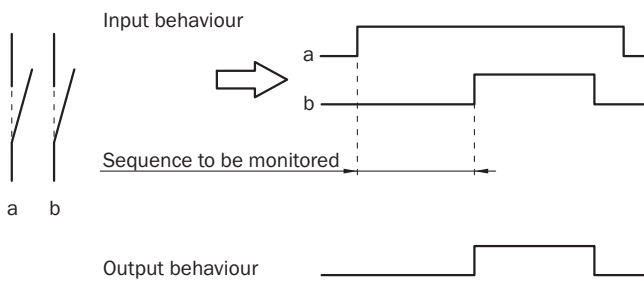 Input behaviour
a
b
Sequence to be monitored
a b
Output behaviour